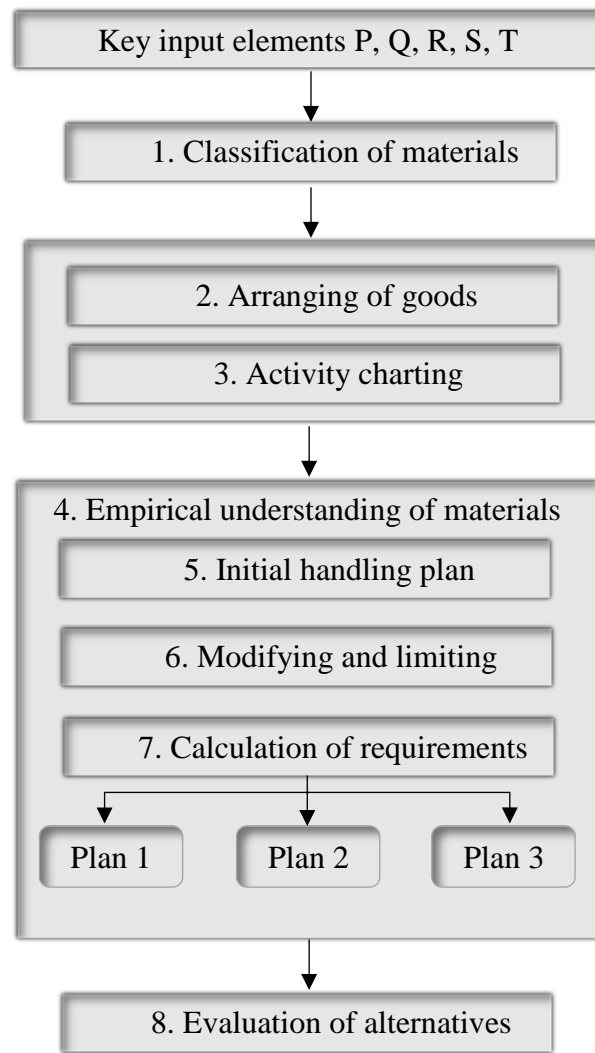 Key input elements P, Q, R, S, T
1. Classification of materials
2. Arranging of goods
3. Activity charting
4. Empirical understanding of materials
5. Initial handling plan
6. Modifying and limiting
7. Calculation of requirements
Plan 1
Plan 2
Plan 3
8. Evaluation of alternatives